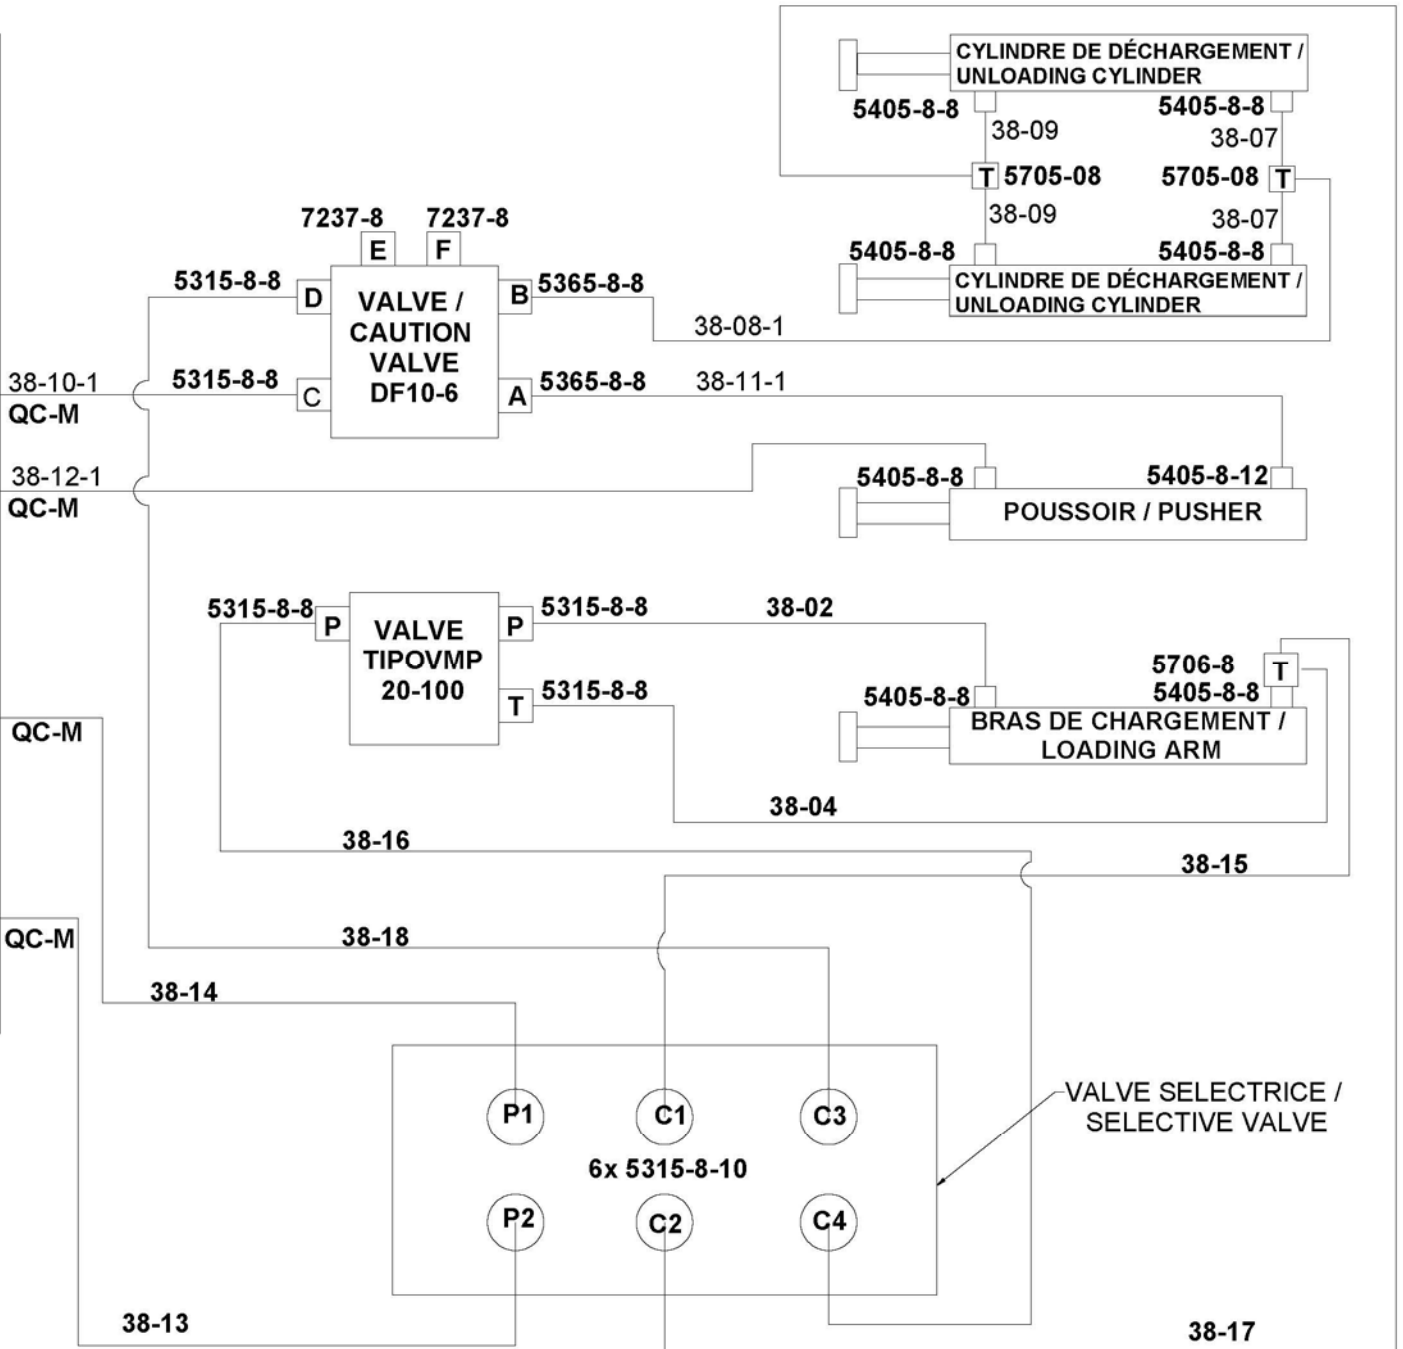 CYLINDRE DE DÉCHARGEMENT /
UNLOADING CYLINDER
5405-8-8
5405-8-8
38-09
38-07
T
5705-08
5705-08
T
38-09
38-07
5405-8-8
5405-8-8
CYLINDRE DE DÉCHARGEMENT /
UNLOADING CYLINDER
7237-8
7237-8
E
F
5315-8-8
D
B
5365-8-8
VALVE /
CAUTION
VALVE
DF10-6
38-08-1
38-10-1
5315-8-8
C
A
5365-8-8
38-11-1
QC-M
38-12-1
QC-M
5405-8-8
5405-8-12
POUSSOIR / PUSHER
5315-8-8
P
VALVE
TIPOVMP
20-100
P
5315-8-8
38-02
T
5315-8-8
5706-8
T
5405-8-8
5405-8-8
BRAS DE CHARGEMENT /
LOADING ARM
QC-M
38-04
38-16
38-15
QC-M
38-18
38-14
P1
C1
C3
VALVE SELECTRICE /
SELECTIVE VALVE
6x 5315-8-10
P2
C2
C4
38-13
38-17